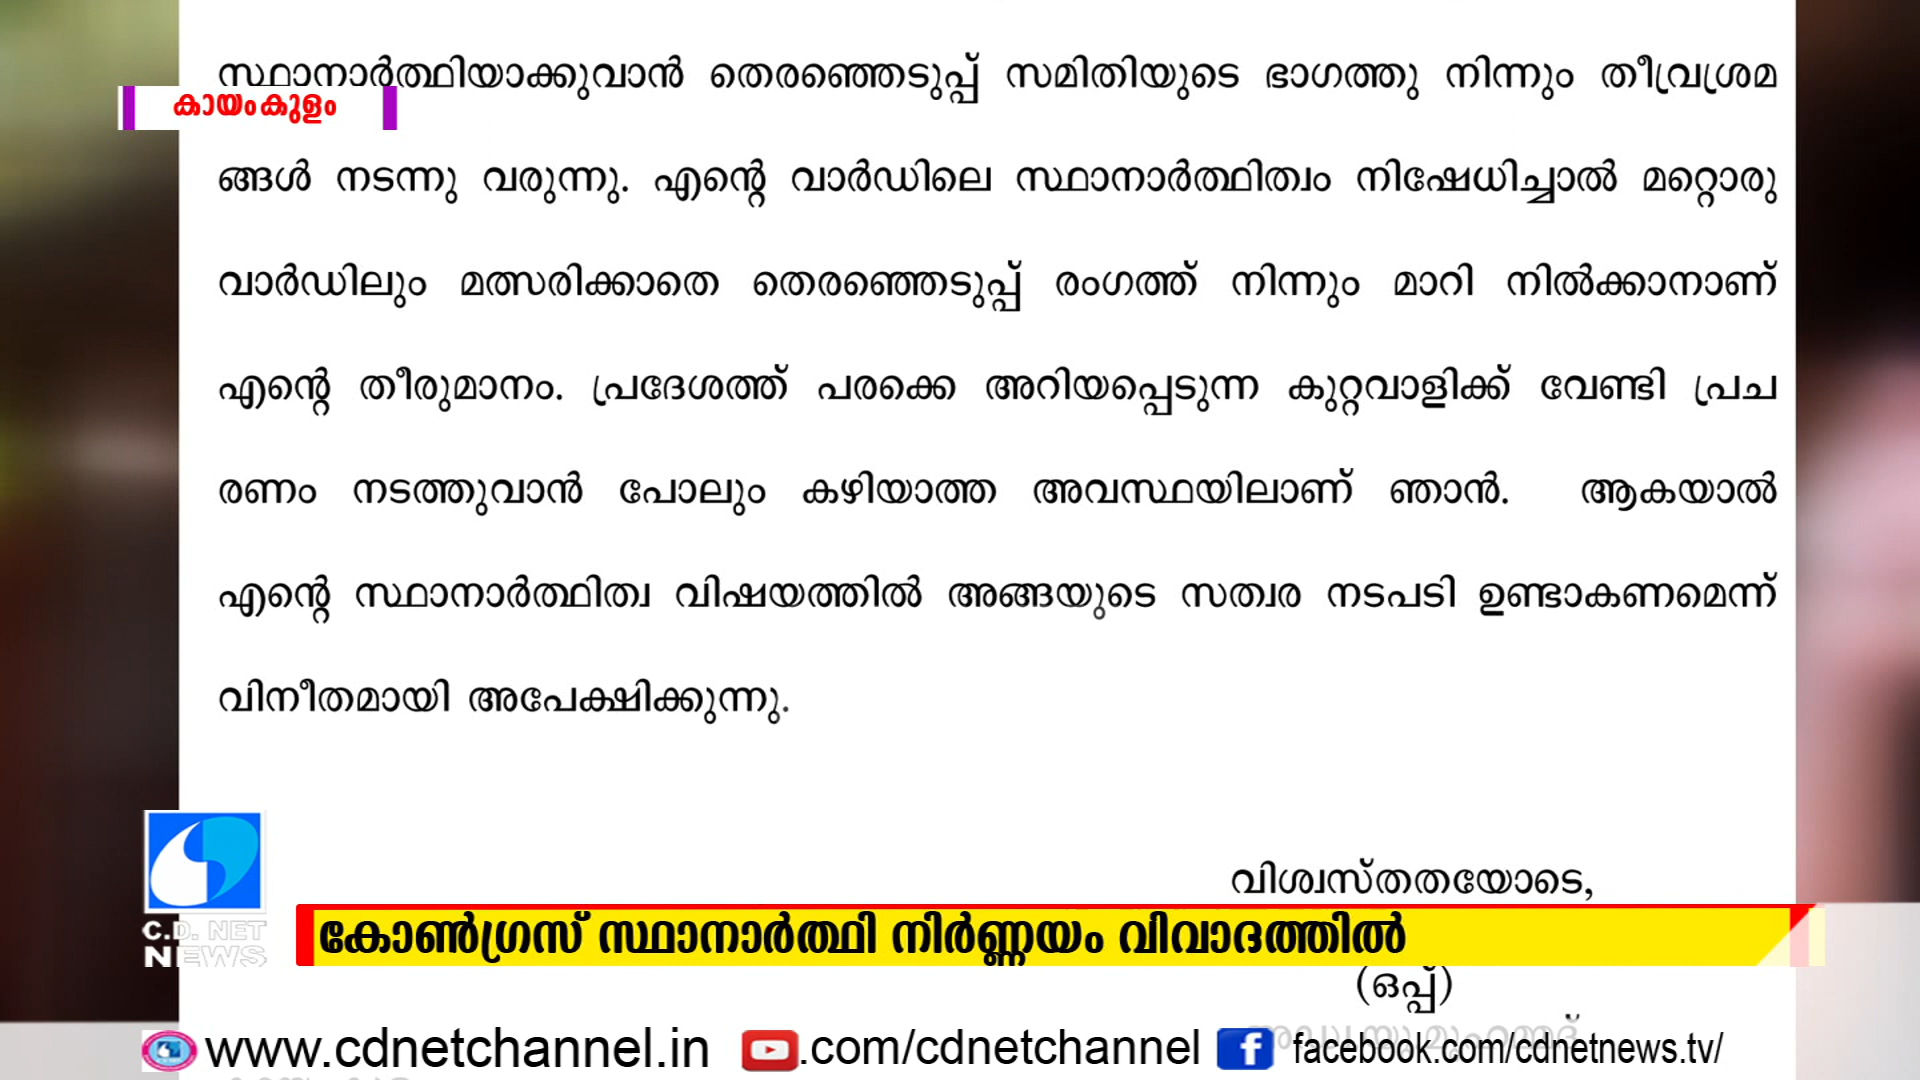 സ്ഥാനാർത്ഥിയാക്കുവാൻ തെരഞ്ഞെടുപ്പ് സമിതിയുടെ ഭാഗത്തു നിന്നും തീവ്രശ്രമ
കായംകുളം
ങ്ങൾ നടന്നു വരുന്നു. എന്റെ വാർഡിലെ സ്ഥാനാർത്ഥിത്വം നിഷേധിച്ചാൽ മറ്റൊരു
വാർഡിലും മത്സരിക്കാതെ തെരഞ്ഞെടുപ്പ് രംഗത്ത് നിന്നും മാറി നിൽക്കാനാണ്
എന്റെ തീരുമാനം. പ്രദേശത്ത് പരക്കെ അറിയപ്പെടുന്ന കുറ്റവാളിക്ക് വേണ്ടി പ്രച
രണം നടത്തുവാൻ പോലും കഴിയാത്ത അവസ്ഥയിലാണ് ഞാൻ. ആകയാൽ
എന്റെ സ്ഥാനാർത്ഥിത്വ വിഷയത്തിൽ അങ്ങയുടെ സത്വര നടപടി ഉണ്ടാകണമെന്ന്
വിനീതമായി അപേക്ഷിക്കുന്നു.
വിശ്വസ്തതയോടെ,
C.D. NET
NEWS
കോൺഗ്രസ് സ്ഥാനാർത്ഥി നിർണ്ണയം വിവാദത്തിൽ
(ഒപ്പ്)
www.cdnetchannel.in .com/cdnetchannel facebook.com/cdnetnews.tv/